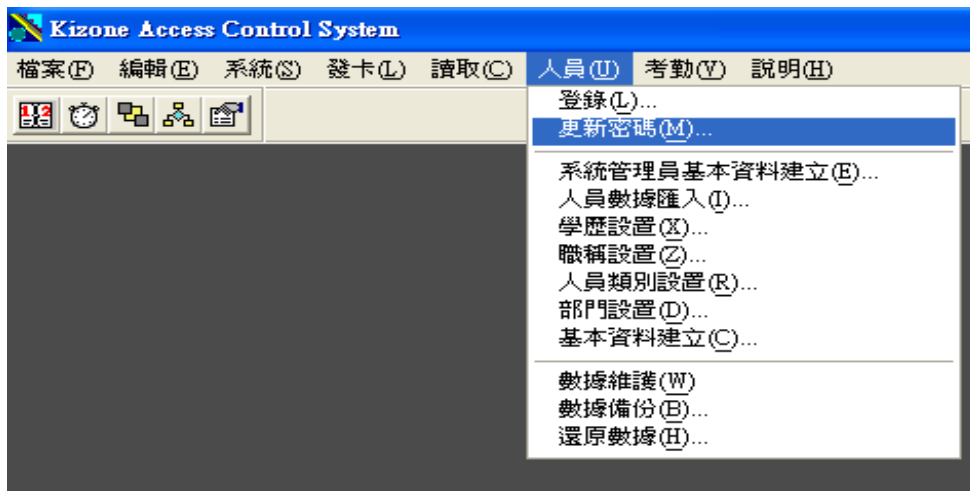 Kizone Access Control System
檔案(F) 編輯(E) 系統(S) 發卡(L) 讀取(C) 人員(U) 考勤(V) 說明(H)
登錄(L)...
更新密碼(M)...
系統管理員基本資料建立(E)...
人員數據匯入(I)...
學歷設置(X)...
職稱設置(Z)...
人員類別設置(R)...
部門設置(D)...
基本資料建立(C)...
數據維護(W)
數據備份(B)...
還原數據(H)...